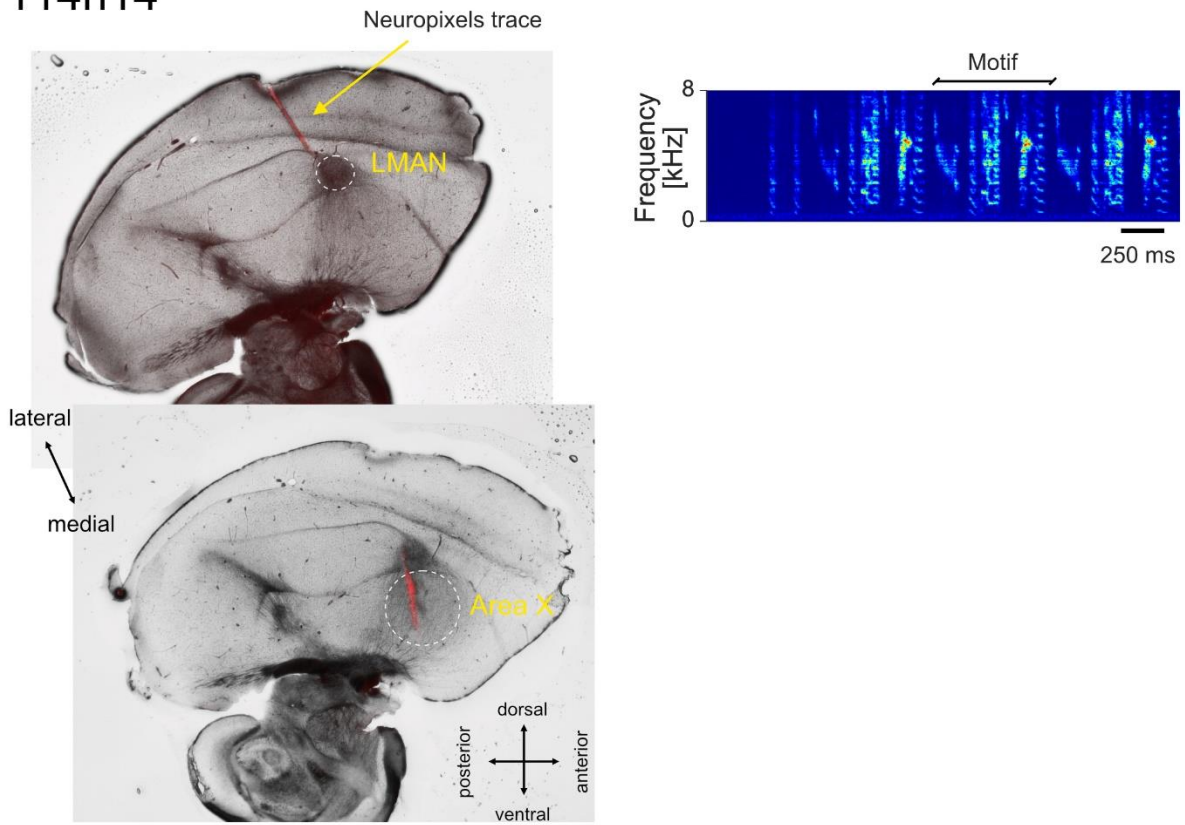 Neuropixels trace
LMAN
Motif
Frequency
[kHz]
8
0
250 ms
lateral
medial
Area X
dorsal
posterior
anterior
ventral